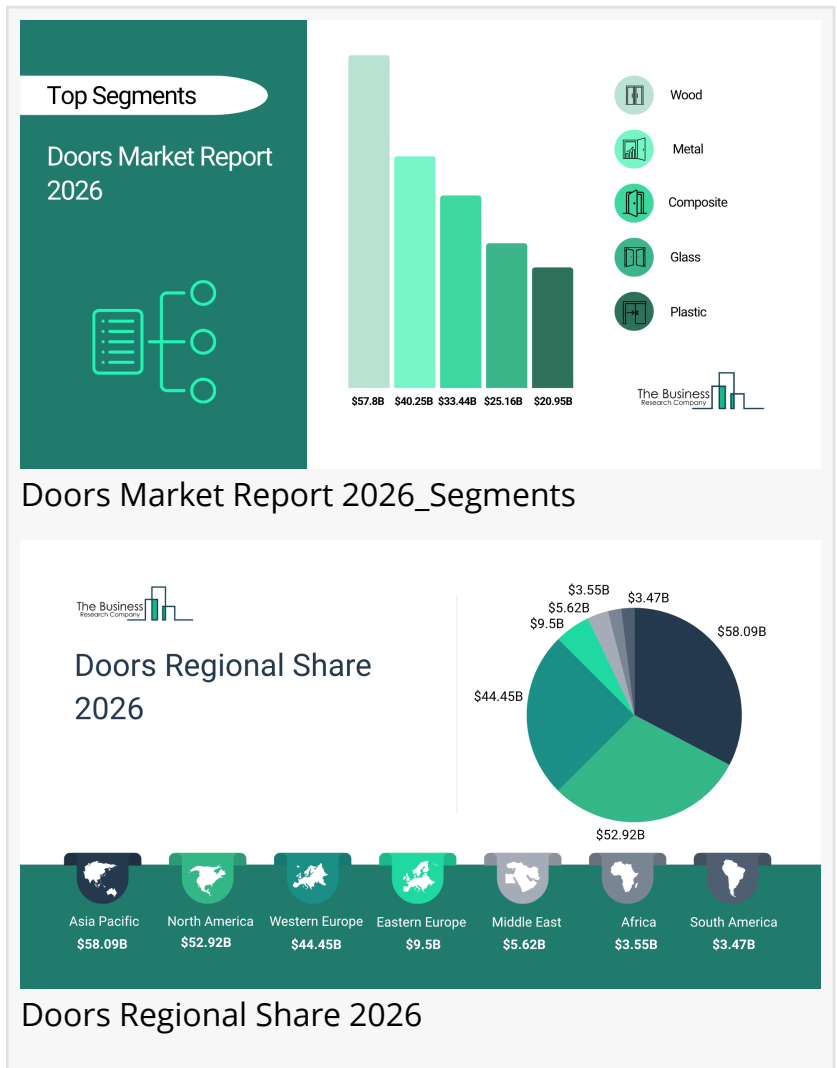 Top Segments
Doors Market Report
2026
Wood
Metal
Composite
Glass
Plastic
$57.8B $40.25B $33.44B $25.16B $20.95B
The Business
Research Company
Doors Market Report 2026_Segments
The Business
Research Company
Doors Regional Share
2026
$3.55B
$3.47B
$5.62B
$9.5B
$58.09B
$44.45B
$52.92B
Asia Pacific North America Western Europe Eastern Europe Middle East Africa South America
$58.09B $52.92B $44.45B $9.5B $5.62B $3.55B $3.47B
Doors Regional Share 2026